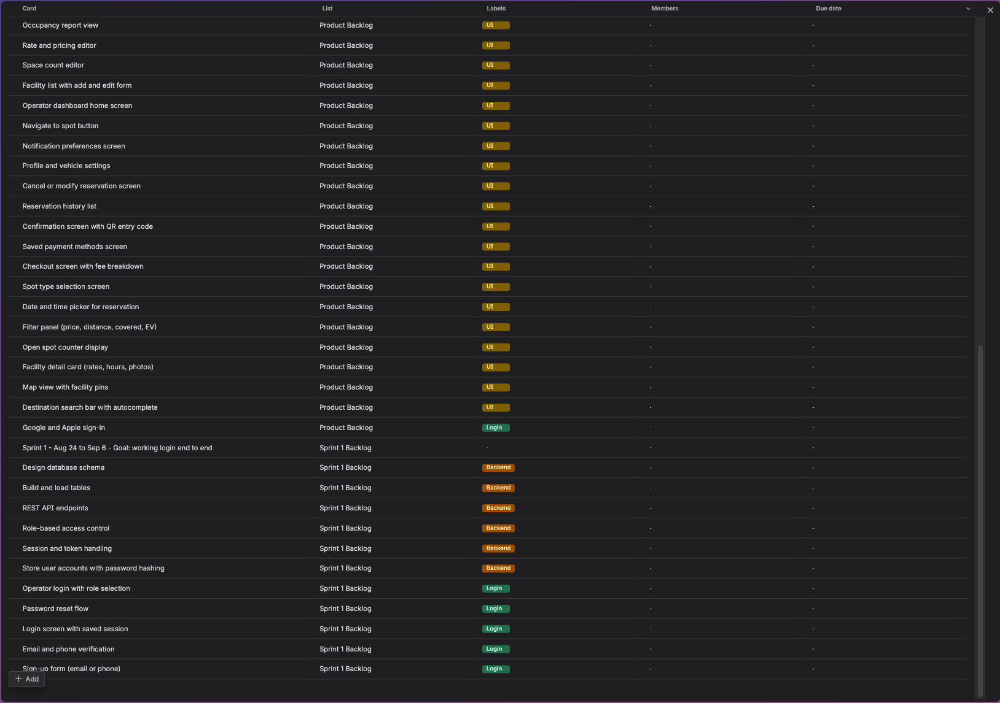 Card List Labels Members Due date
Occupancy report view Product Backlog UI - -
Rate and pricing editor Product Backlog UI - -
Space count editor Product Backlog UI - -
Facility list with add and edit form Product Backlog UI - -
Operator dashboard home screen Product Backlog UI - -
Navigate to spot button Product Backlog UI - -
Notification preferences screen Product Backlog UI - -
Profile and vehicle settings Product Backlog UI - -
Cancel or modify reservation screen Product Backlog UI - -
Reservation history list Product Backlog UI - -
Confirmation screen with QR entry code Product Backlog UI - -
Saved payment methods screen Product Backlog UI - -
Checkout screen with fee breakdown Product Backlog UI - -
Spot type selection screen Product Backlog UI - -
Date and time picker for reservation Product Backlog UI - -
Filter panel (price, distance, covered, EV) Product Backlog UI - -
Open spot counter display Product Backlog UI - -
Facility detail card (rates, hours, photos) Product Backlog UI - -
Map view with facility pins Product Backlog UI - -
Destination search bar with autocomplete Product Backlog UI - -
Google and Apple sign-in Product Backlog Login - -
Sprint 1 - Aug 24 to Sep 6 - Goal: working login end to end Sprint 1 Backlog - - -
Design database schema Sprint 1 Backlog Backend - -
Build and load tables Sprint 1 Backlog Backend - -
REST API endpoints Sprint 1 Backlog Backend - -
Role-based access control Sprint 1 Backlog Backend - -
Session and token handling Sprint 1 Backlog Backend - -
Store user accounts with password hashing Sprint 1 Backlog Backend - -
Operator login with role selection Sprint 1 Backlog Login - -
Password reset flow Sprint 1 Backlog Login - -
Login screen with saved session Sprint 1 Backlog Login - -
Email and phone verification Sprint 1 Backlog Login - -
Sign-up form (email or phone) Sprint 1 Backlog Login - -
+ Add